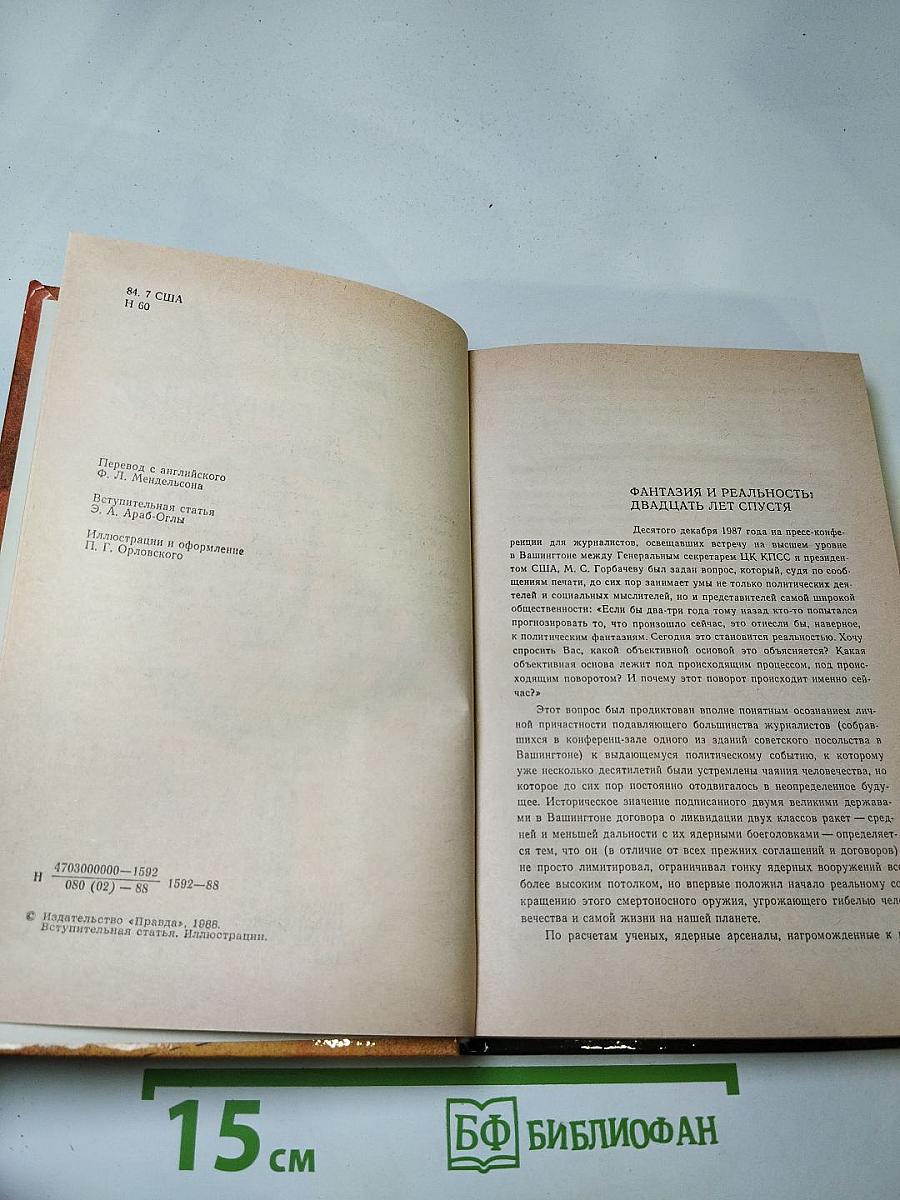 84. 7 США
Н 60
Перевод с английского
Ф. Л. Мендельсона
Вступительная статья
Э. А. Араб-Оглы
Иллюстрации и оформление
П. Г. Орловского
Н 4703000000—1592
080 (02) — 88 1592—88
© Издательство «Правда», 1988.
Вступительная статья. Иллюстрации.
ФАНТАЗИЯ И РЕАЛЬНОСТЬ:
ДВАДЦАТЬ ЛЕТ СПУСТЯ
Десятого декабря 1987 года на пресс-конфе-
ренции для журналистов, освещавших встречу на высшем уровне
в Вашингтоне между Генеральным секретарем ЦК КПСС и президен-
том США, М. С. Горбачеву был задан вопрос, который, судя по сооб-
щениям печати, до сих пор занимает умы не только политических дея-
телей и социальных мыслителей, но и представителей самой широкой
общественности: «Если бы два-три года тому назад кто-то попытался
прогнозировать то, что произошло сейчас, это отнесли бы, наверное,
к политическим фантазиям. Сегодня это становится реальностью. Хочу
спросить Вас, какой объективной основой это объясняется? Какая
объективная основа лежит под происходящим процессом, под проис-
ходящим поворотом? И почему этот поворот происходит именно сей-
час?»
Этот вопрос был продиктован вполне понятным осознанием лич-
ной причастности подавляющего большинства журналистов (собрав-
шихся в конференц-зале одного из зданий советского посольства в
Вашингтоне) к выдающемуся политическому событию, к которому
уже несколько десятилетий были устремлены чаяния человечества, но
которое до сих пор постоянно отодвигалось в неопределенное буду-
щее. Историческое значение подписанного двумя великими держава-
ми в Вашингтоне договора о ликвидации двух классов ракет — сред-
ней и меньшей дальности с их ядерными боеголовками — определяет-
ся тем, что он (в отличие от всех прежних соглашений и договоров)
не просто лимитировал, ограничивал гонку ядерных вооружений все
более высоким потолком, но впервые положил начало реальному со-
кращению этого смертоносного оружия, угрожающего гибелью чело-
вечества и самой жизни на нашей планете.
По расчетам ученых, ядерные арсеналы, нагроможденные к
15 см
БФ БИБЛИОФАН